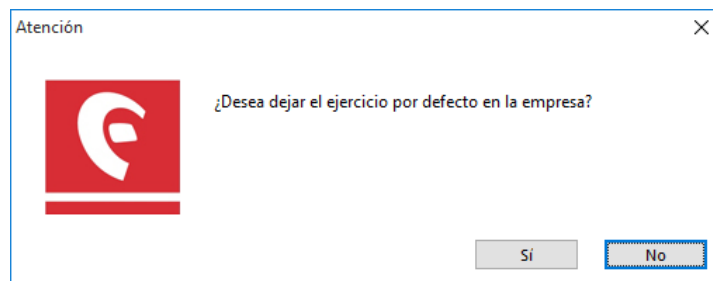 Atención
¿Desea dejar el ejercicio por defecto en la empresa?
Sí
No